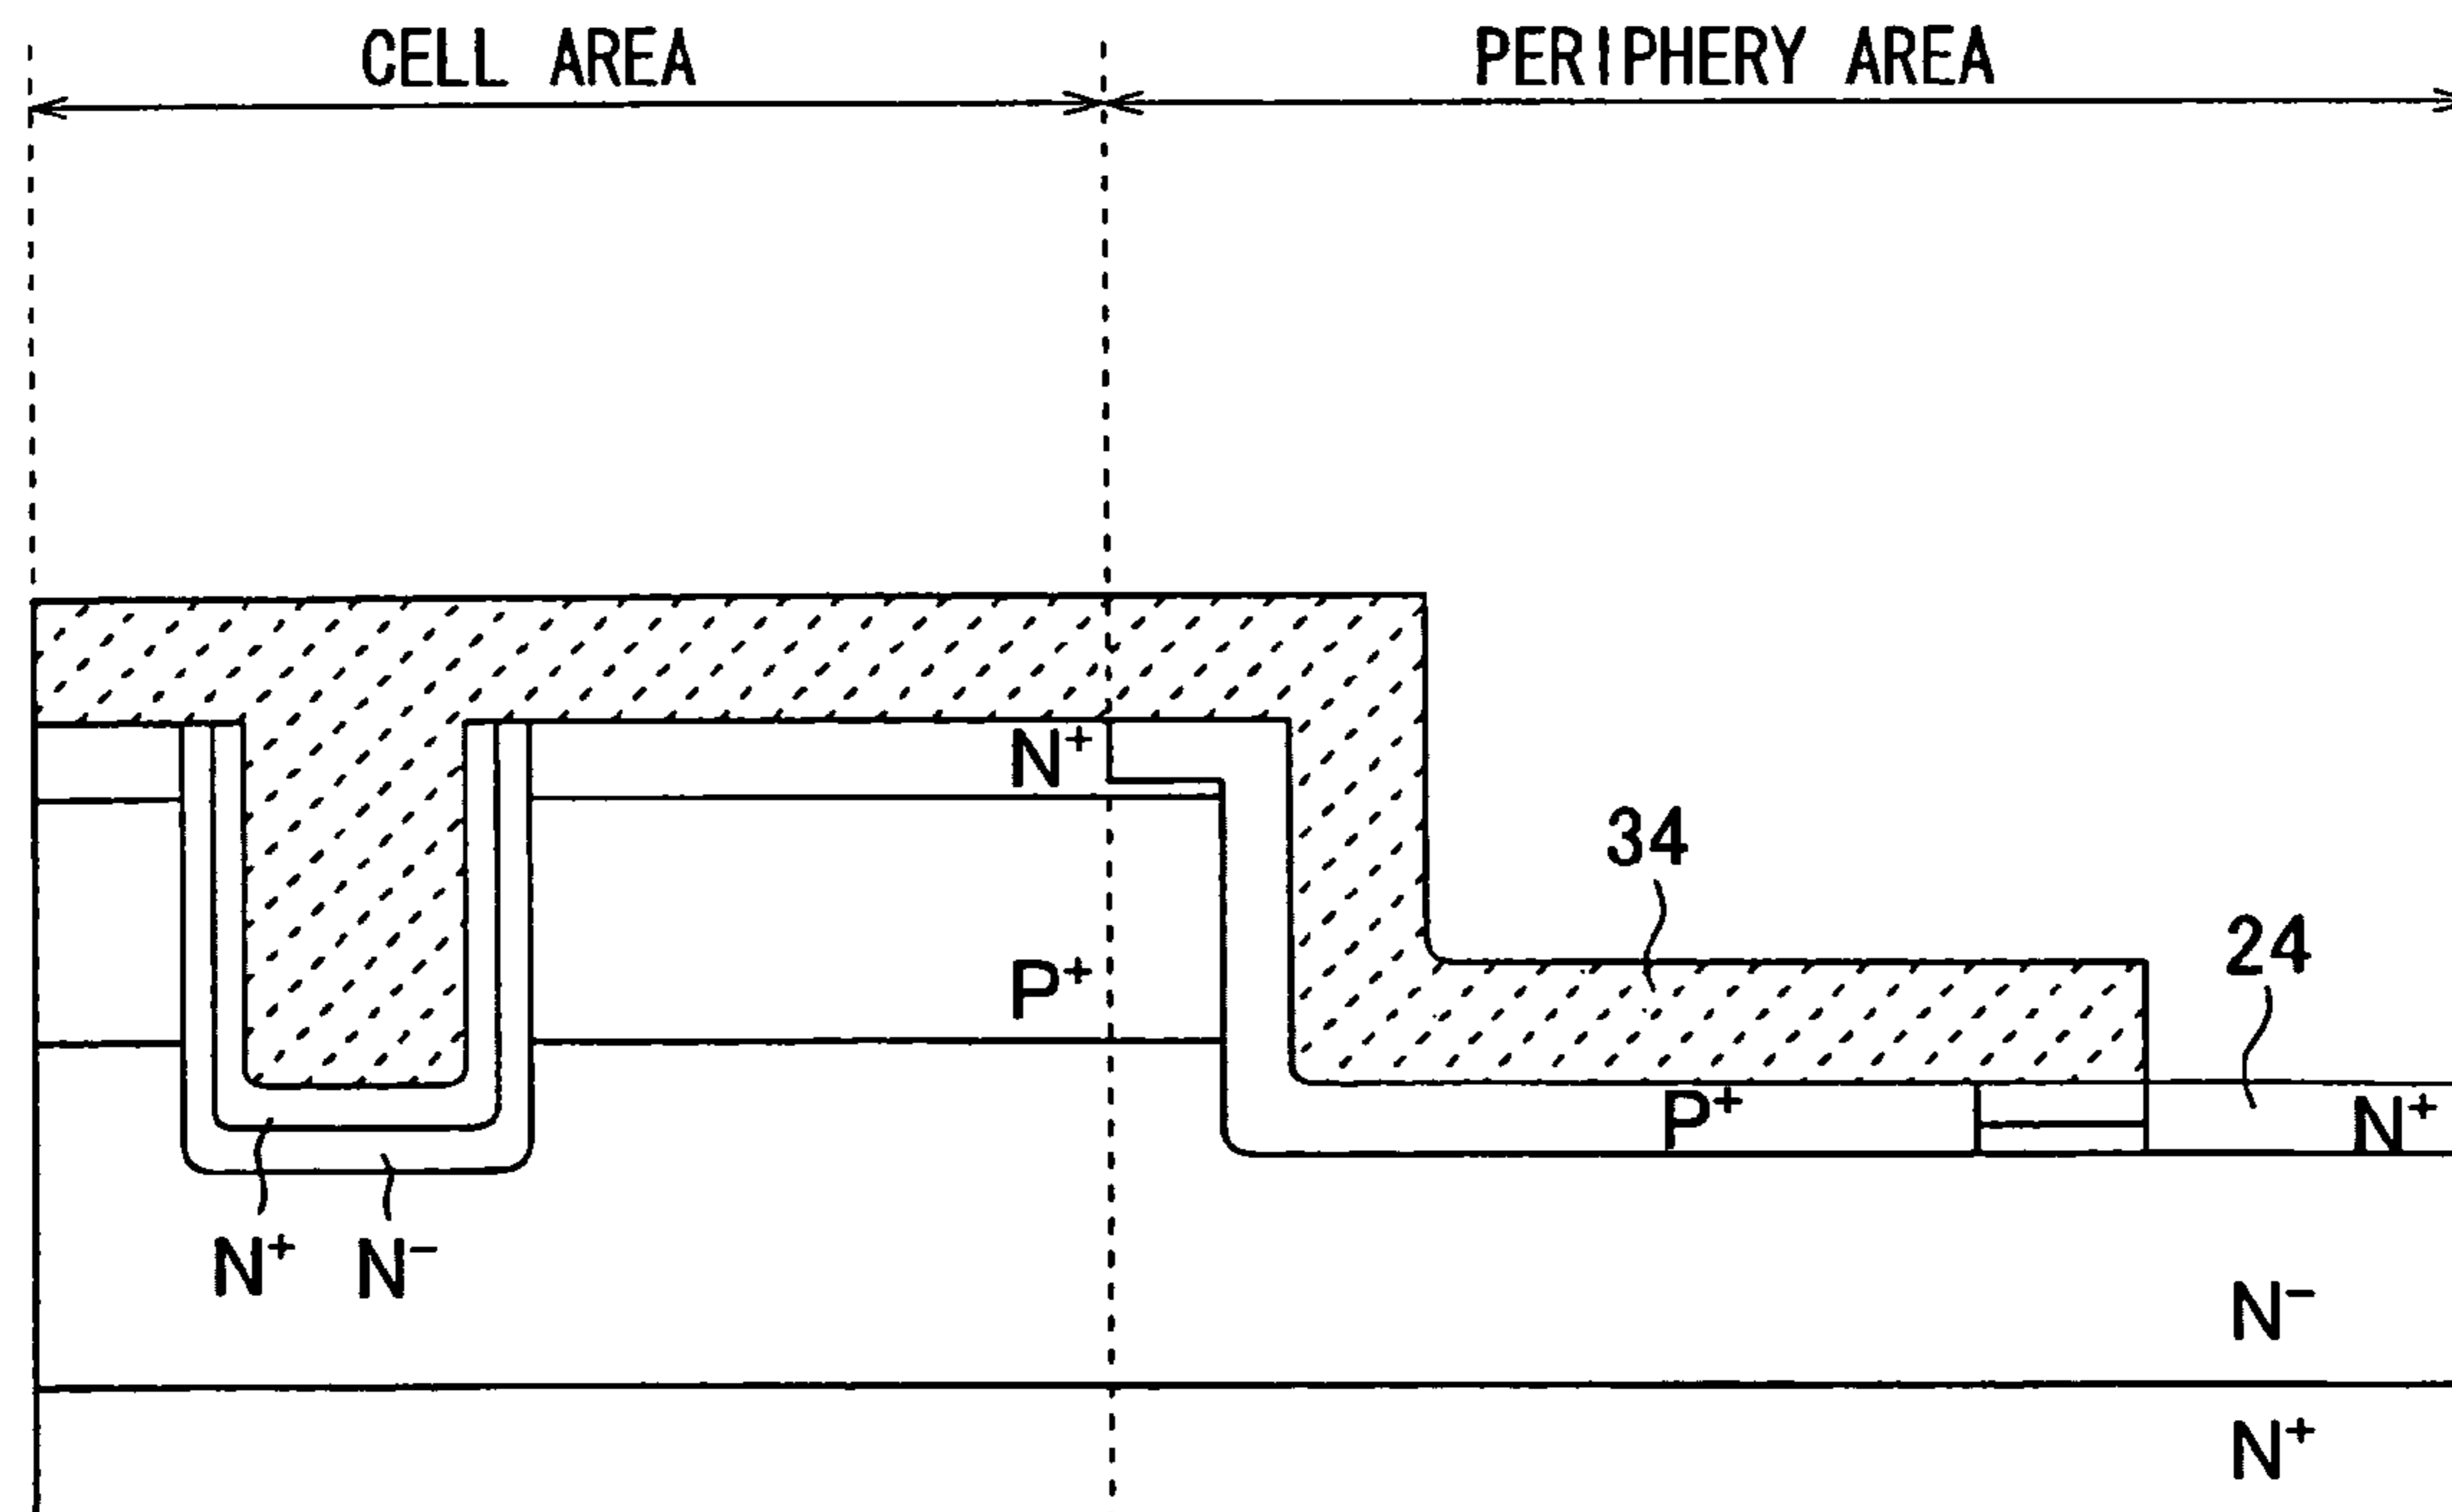 CELL AREA
PERIPHERY AREA
N⁺
34
24
P⁺
P⁺
N⁺
N⁺
N⁻
N⁻
N⁺